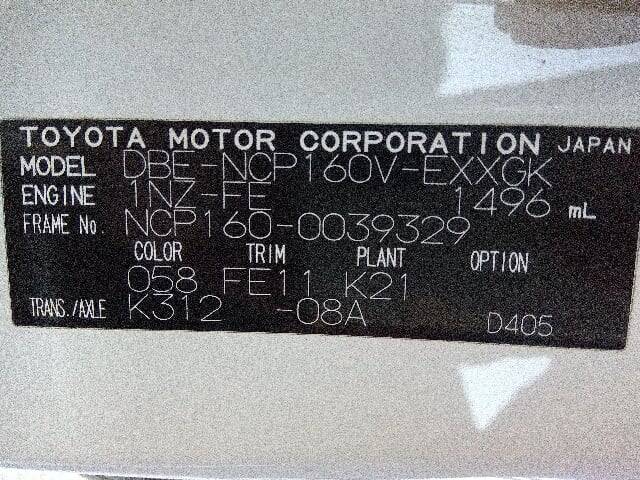 TOYOTA MOTOR CORPORATION JAPAN
MODEL DBE-NCP160V-EXXGK
ENGINE 1NZ-FE 1496 mL
FRAME No. NCP160-0039329
COLOR TRIM PLANT OPTION
058 FE11 K21
TRANS./AXLE K312 -08A D405